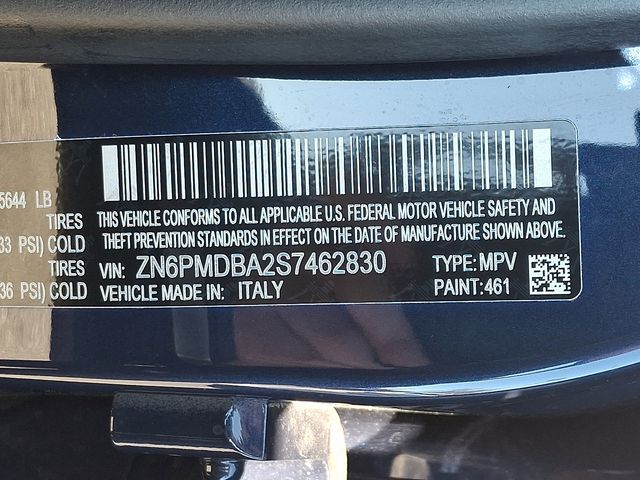 5644 LB
THIS VEHICLE CONFORMS TO ALL APPLICABLE U.S. FEDERAL MOTOR VEHICLE SAFETY AND
TIRES
THEFT PREVENTION STANDARDS IN EFFECT ON THE DATE OF MANUFACTURE SHOWN ABOVE.
33 PSI) COLD
TIRES
VIN: ZN6PMDBA2S7462830 TYPE: MPV
36 PSI) COLD
VEHICLE MADE IN: ITALY PAINT:461